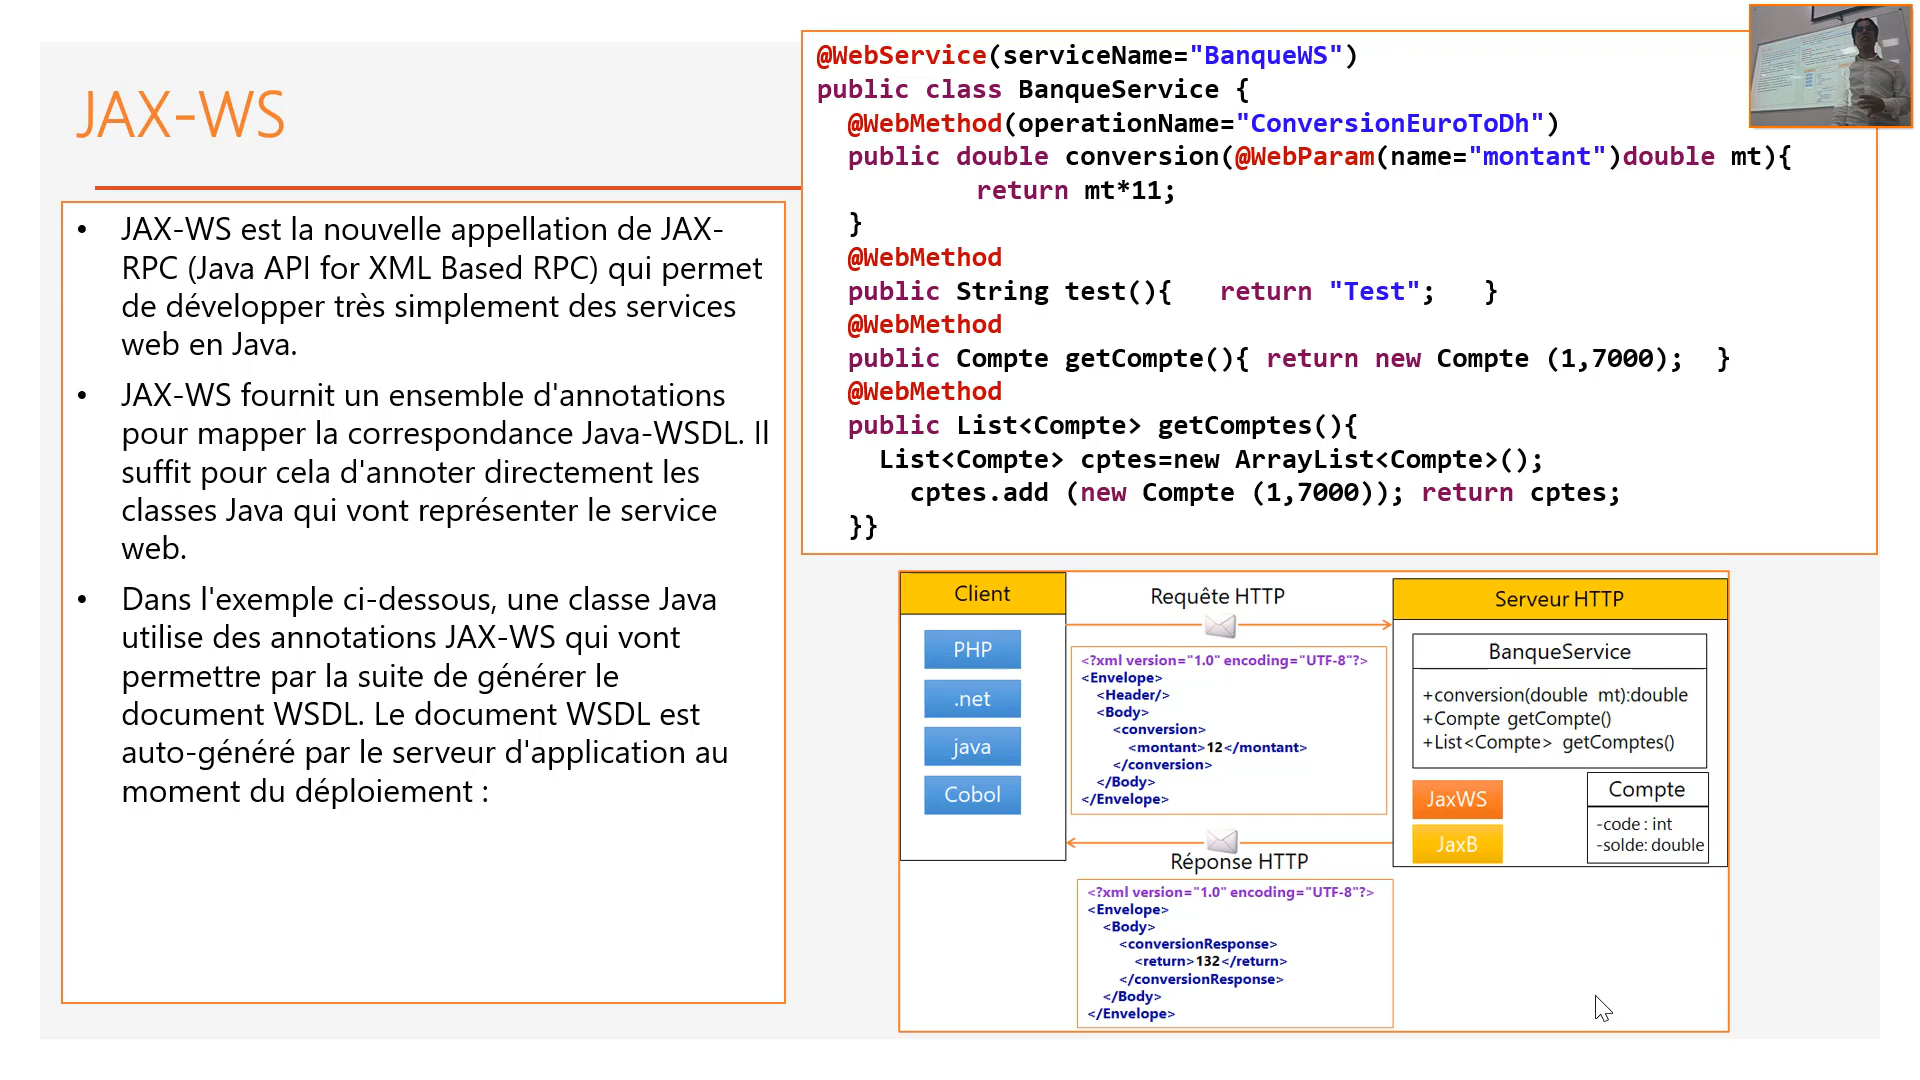 JAX-WS
• JAX-WS est la nouvelle appellation de JAX-
RPC (Java API for XML Based RPC) qui permet
de développer très simplement des services
web en Java.
• JAX-WS fournit un ensemble d'annotations
pour mapper la correspondance Java-WSDL. Il
suffit pour cela d'annoter directement les
classes Java qui vont représenter le service
web.
• Dans l'exemple ci-dessous, une classe Java
utilise des annotations JAX-WS qui vont
permettre par la suite de générer le
document WSDL. Le document WSDL est
auto-généré par le serveur d'application au
moment du déploiement :
@WebService(serviceName="BanqueWS")
public class BanqueService {
@WebMethod(operationName="ConversionEuroToDh")
public double conversion(@WebParam(name="montant")double mt){
return mt*11;
}
@WebMethod
public String test(){ return "Test"; }
@WebMethod
public Compte getCompte(){ return new Compte (1,7000); }
@WebMethod
public List<Compte> getComptes(){
List<Compte> cptes=new ArrayList<Compte>();
cptes.add (new Compte (1,7000)); return cptes;
}}
Client
PHP
.net
java
Cobol
Requête HTTP
<?xml version="1.0" encoding="UTF-8"?>
<Envelope>
<Header/>
<Body>
<conversion>
<montant>12</montant>
</conversion>
</Body>
</Envelope>
Réponse HTTP
<?xml version="1.0" encoding="UTF-8"?>
<Envelope>
<Body>
<conversionResponse>
<return>132</return>
</conversionResponse>
</Body>
</Envelope>
Serveur HTTP
BanqueService
+conversion(double mt):double
+Compte getCompte()
+List<Compte> getComptes()
JaxWS
JaxB
Compte
-code : int
-solde: double